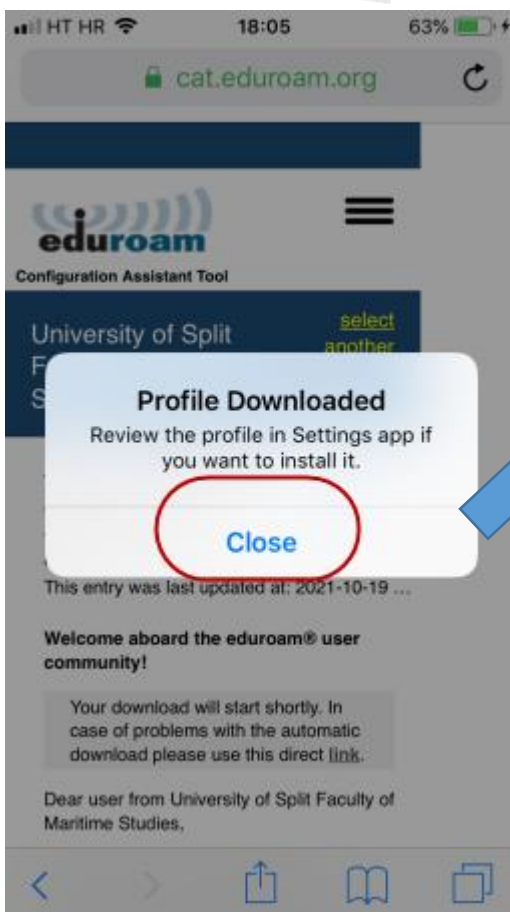 HT HR 18:05 63%
cat.eduroam.org
eduroam
Configuration Assistant Tool
University of Split
select
another
F
S
Profile Downloaded
Review the profile in Settings app if
you want to install it.
Close
This entry was last updated at: 2021-10-19 ...
Welcome aboard the eduroam® user
community!
Your download will start shortly. In
case of problems with the automatic
download please use this direct link.
Dear user from University of Split Faculty of
Maritime Studies,